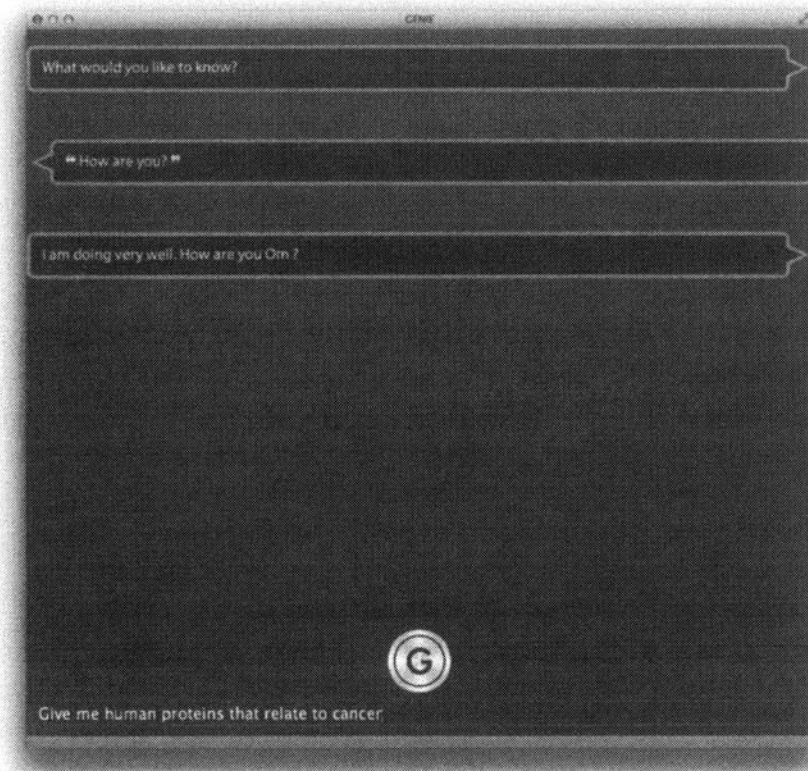 GENIE
What would you like to know?
❝ How are you? ❞
I am doing very well. How are you Om ?
G
Give me human proteins that relate to cancer